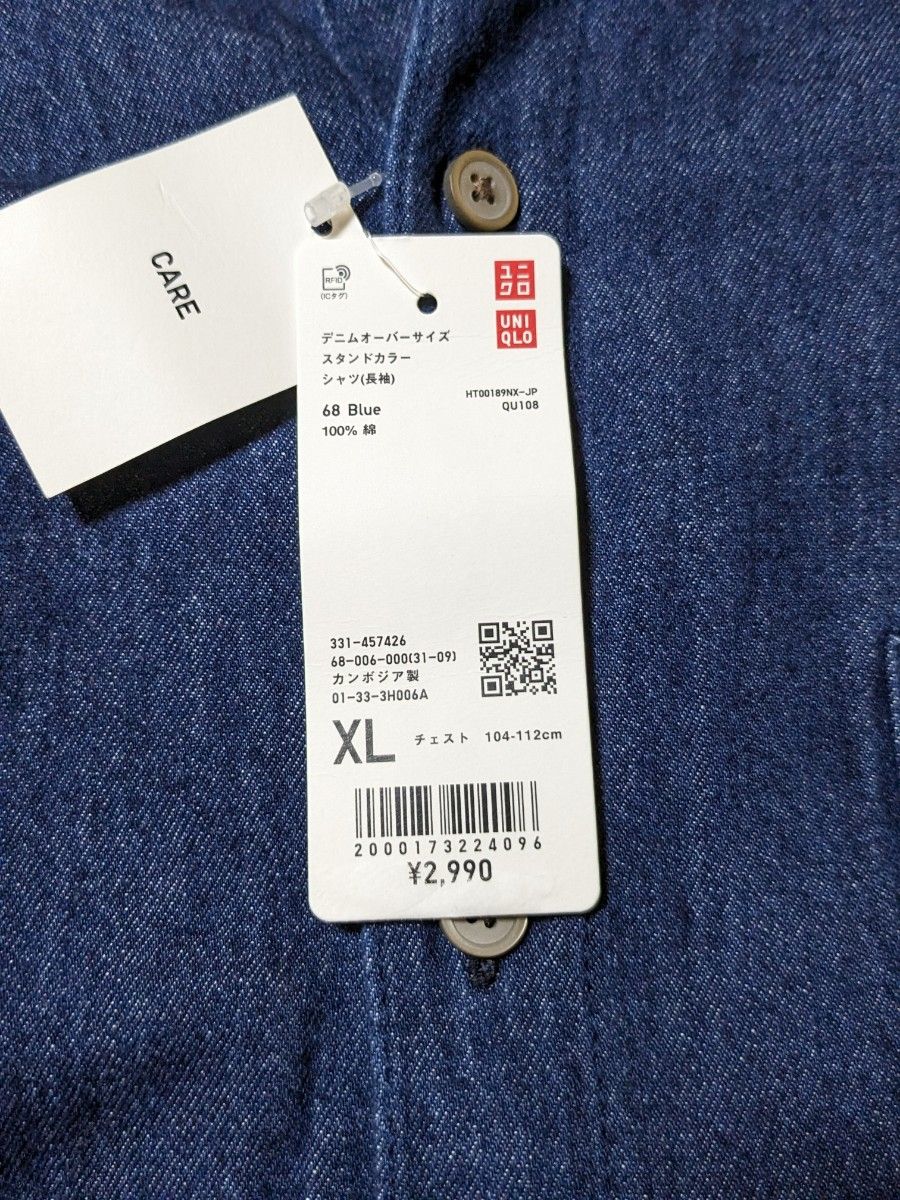 CARE
RFID
(ICタグ)
ユニ
クロ
UNI
QLO
デニムオーバーサイズ
スタンドカラー
シャツ(長袖)
HT00189NX-JP
68 Blue
QU108
100% 綿
331-457426
68-006-000(31-09)
カンボジア製
01-33-3H006A
XL チェスト 104-112cm
2000173224096
¥2,990